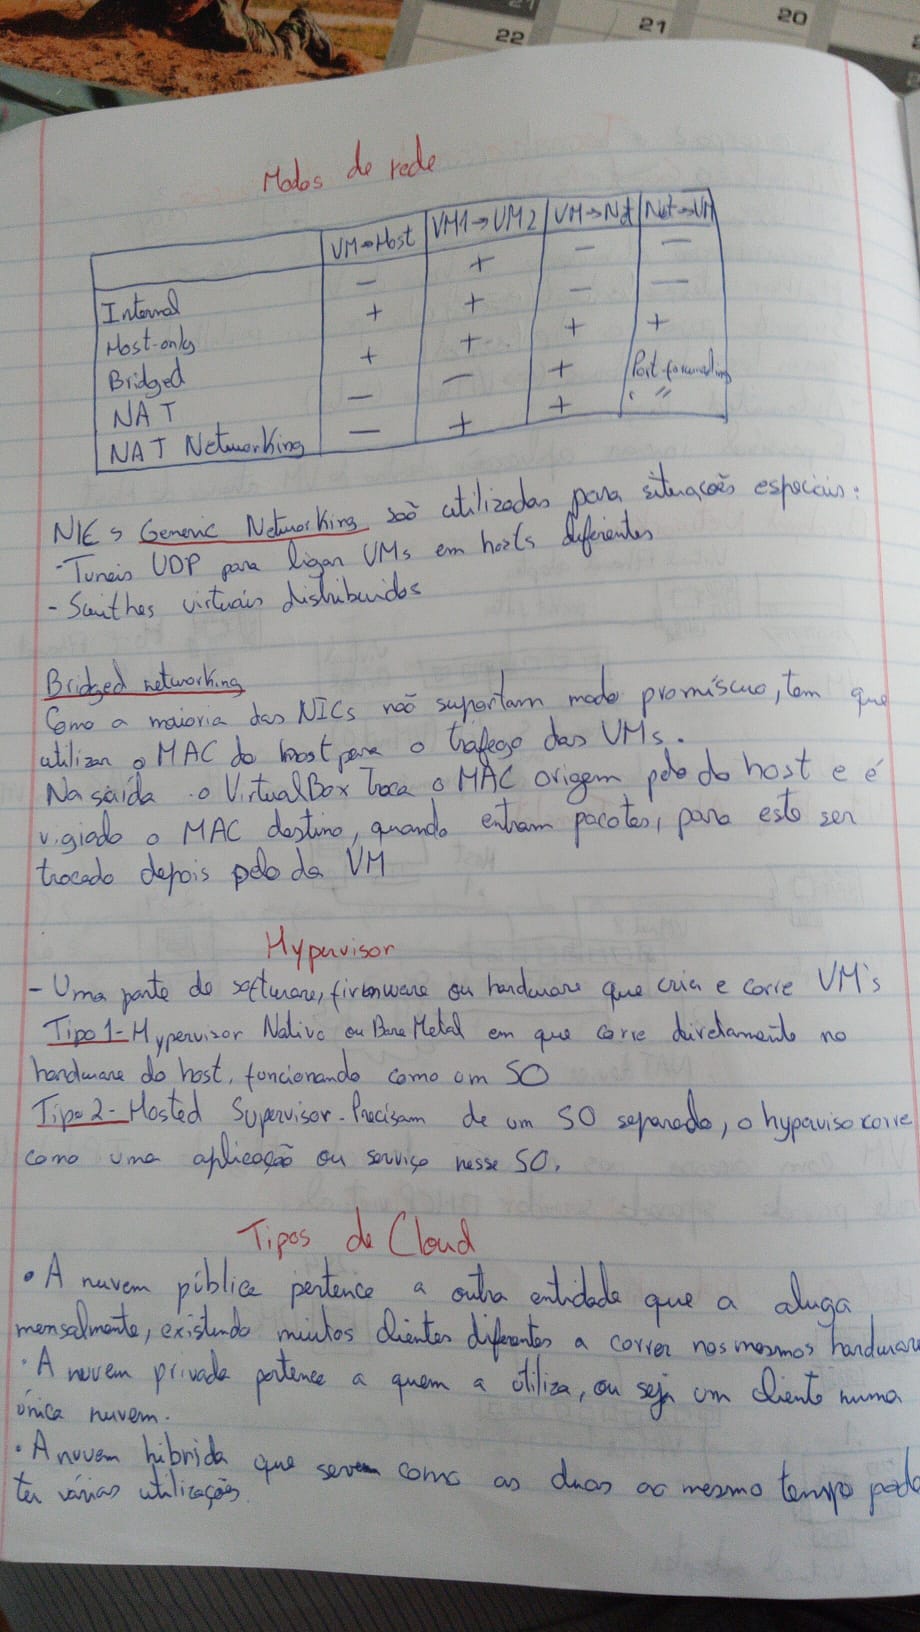 22 21 20
Modos de rede
VM→Host VM1→VM2 VM→Net Net→VM
Internal - + - -
Host-only + + - -
Bridged + + + +
NAT - - + Port-forwarding
NAT Networking - + + " "
NICs Generic Networking são utilizadas para situações especiais:
- Tuneis UDP para ligar VMs em hosts diferentes
- Swithes virtuais distribuidos
Bridged networking
Como a maioria das NICs não suportam modo promíscuo, tem que
utilizar o MAC do host para o tráfego das VMs.
Na saída o VirtualBox troca o MAC origem pelo do host e é
vigiado o MAC destino, quando entram pacotes, para este ser
trocado depois pelo da VM
Hypervisor
- Uma parte de software, firmware ou hardware que cria e corre VM's
Tipo 1- Hypervisor Nativo ou Bare Metal em que corre diretamente no
hardware do host, funcionando como um SO
Tipo 2- Hosted Supervisor - Precisam de um SO separado, o hyperviso corre
como uma aplicação ou serviço nesse SO.
Tipos de Cloud
• A nuvem pública pertence a outra entidade que a aluga
mensalmente, existindo muitos clientes diferentes a correr nos mesmos hardware
• A nuvem privada pertence a quem a utiliza, ou seja um cliente numa
única nuvem.
• A nuvem hibrida que servem como as duas ao mesmo tempo pode
ter várias utilizações